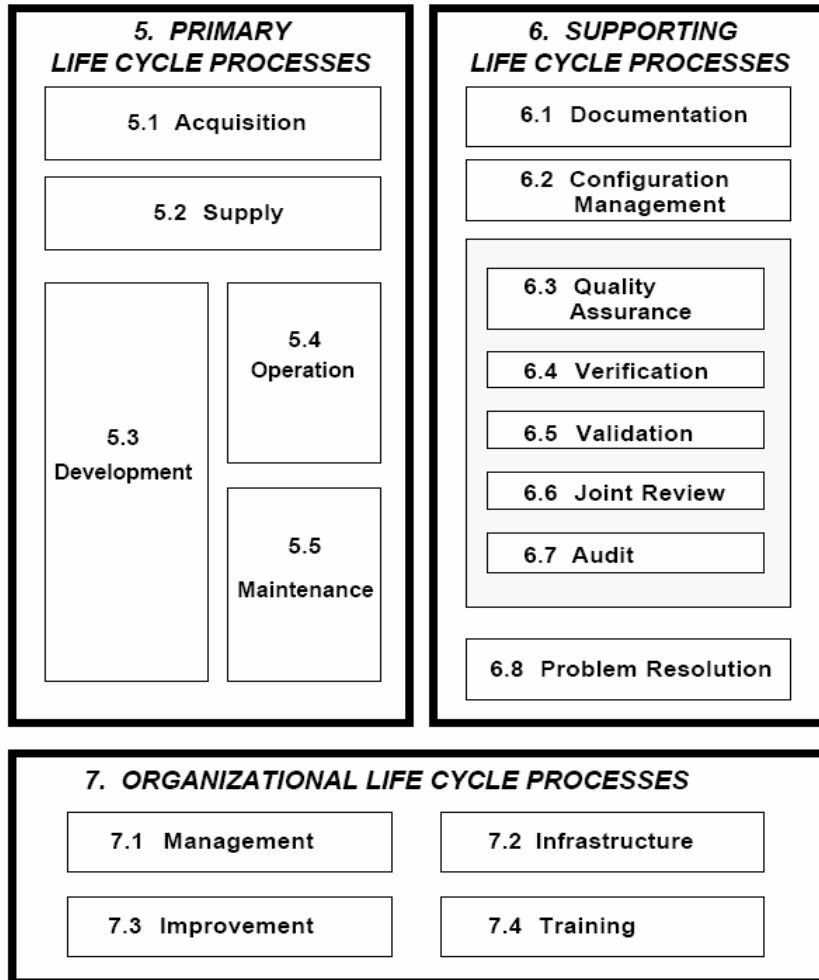 5. PRIMARY
LIFE CYCLE PROCESSES
5.1 Acquisition
5.2 Supply
5.3
Development
5.4
Operation
5.5
Maintenance
6. SUPPORTING
LIFE CYCLE PROCESSES
6.1 Documentation
6.2 Configuration
Management
6.3 Quality
Assurance
6.4 Verification
6.5 Validation
6.6 Joint Review
6.7 Audit
6.8 Problem Resolution
7. ORGANIZATIONAL LIFE CYCLE PROCESSES
7.1 Management
7.2 Infrastructure
7.3 Improvement
7.4 Training